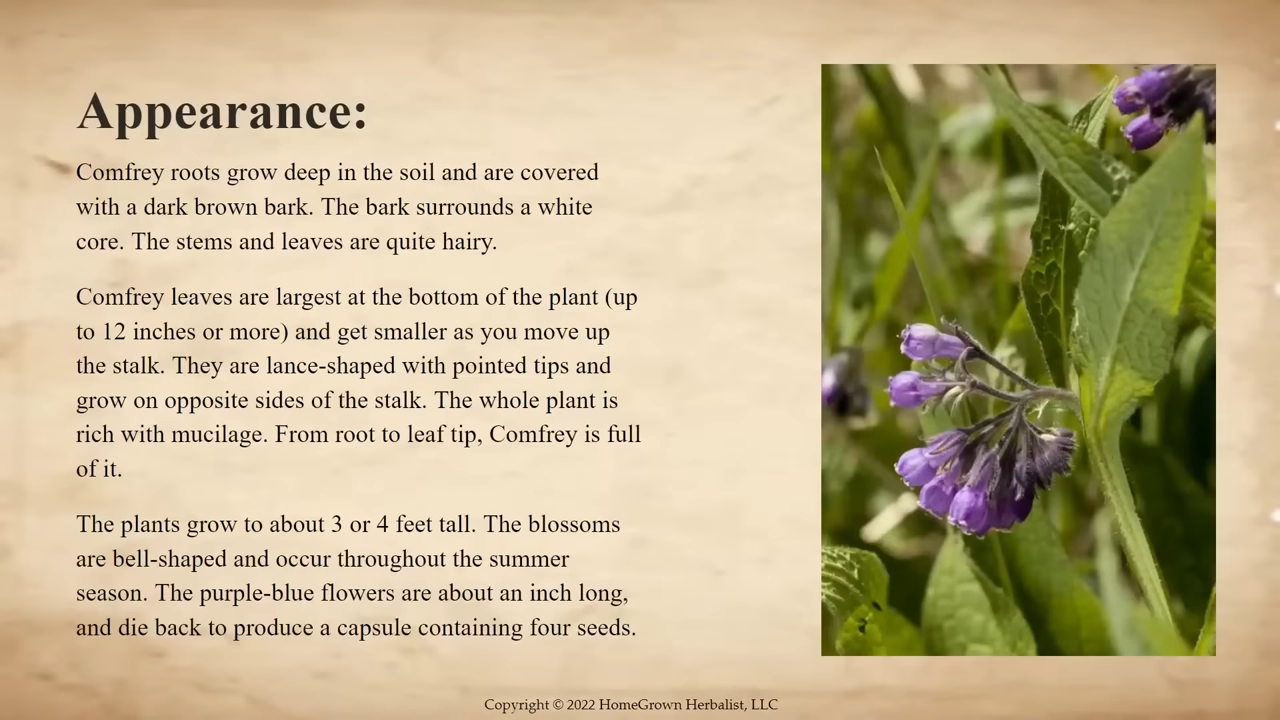 Appearance:
Comfrey roots grow deep in the soil and are covered
with a dark brown bark. The bark surrounds a white
core. The stems and leaves are quite hairy.
Comfrey leaves are largest at the bottom of the plant (up
to 12 inches or more) and get smaller as you move up
the stalk. They are lance-shaped with pointed tips and
grow on opposite sides of the stalk. The whole plant is
rich with mucilage. From root to leaf tip, Comfrey is full
of it.
The plants grow to about 3 or 4 feet tall. The blossoms
are bell-shaped and occur throughout the summer
season. The purple-blue flowers are about an inch long,
and die back to produce a capsule containing four seeds.
Copyright © 2022 HomeGrown Herbalist, LLC